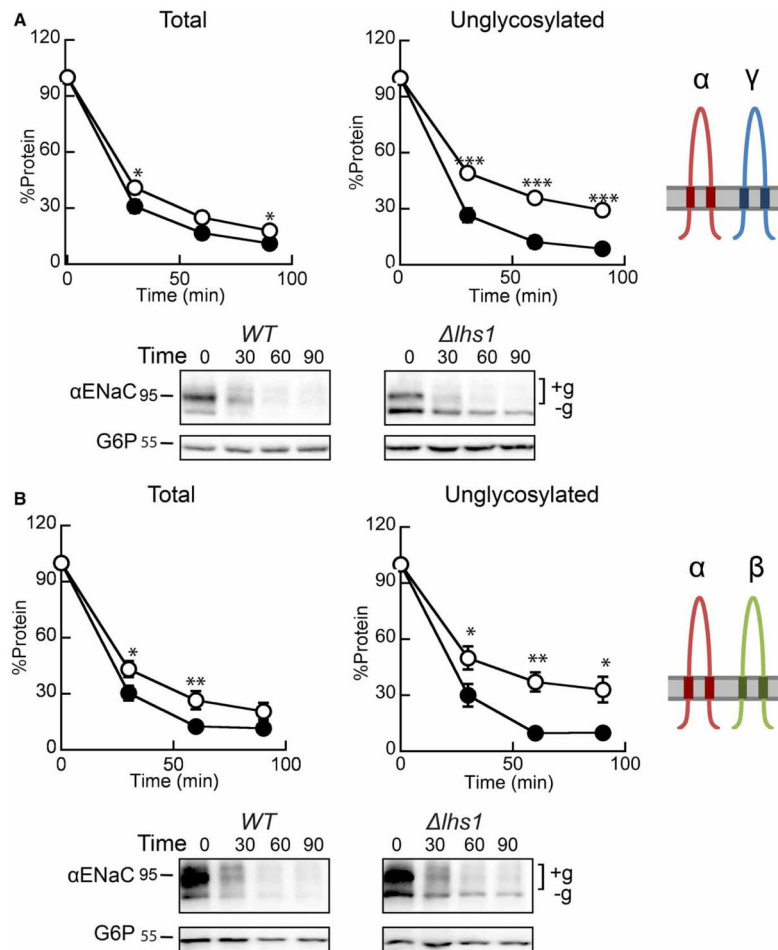 A
Total
Unglycosylated
120
90
60
30
0
%Protein
*
*
0 50 100
Time (min)
120
90
60
30
0
%Protein
***
***
***
0 50 100
Time (min)
α γ
WT
Δlhs1
Time 0 30 60 90
0 30 60 90
αENaC 95
+g
-g
G6P 55
B
Total
Unglycosylated
120
90
60
30
0
%Protein
*
**
0 50 100
Time (min)
120
90
60
30
0
%Protein
*
**
*
0 50 100
Time (min)
α β
WT
Δlhs1
Time 0 30 60 90
0 30 60 90
αENaC 95
+g
-g
G6P 55